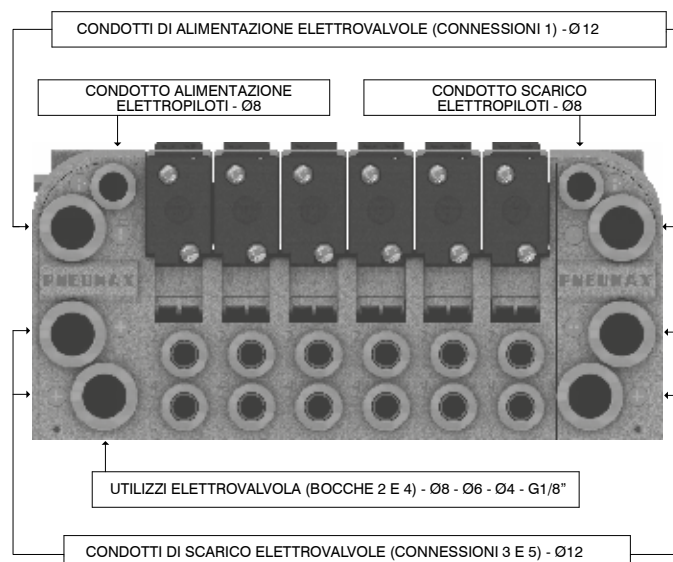 CONDOTTI DI ALIMENTAZIONE ELETTROVALVOLE (CONNESSIONI 1) - Ø 12
CONDOTTO ALIMENTAZIONE
ELETTROPILOTI - Ø8
CONDOTTO SCARICO
ELETTROPILOTI - Ø8
PNEUMAX
PNEUMAX
UTILIZZI ELETTROVALVOLA (BOCCHE 2 E 4) - Ø8 - Ø6 - Ø4 - G1/8”
CONDOTTI DI SCARICO ELETTROVALVOLE (CONNESSIONI 3 E 5) - Ø12